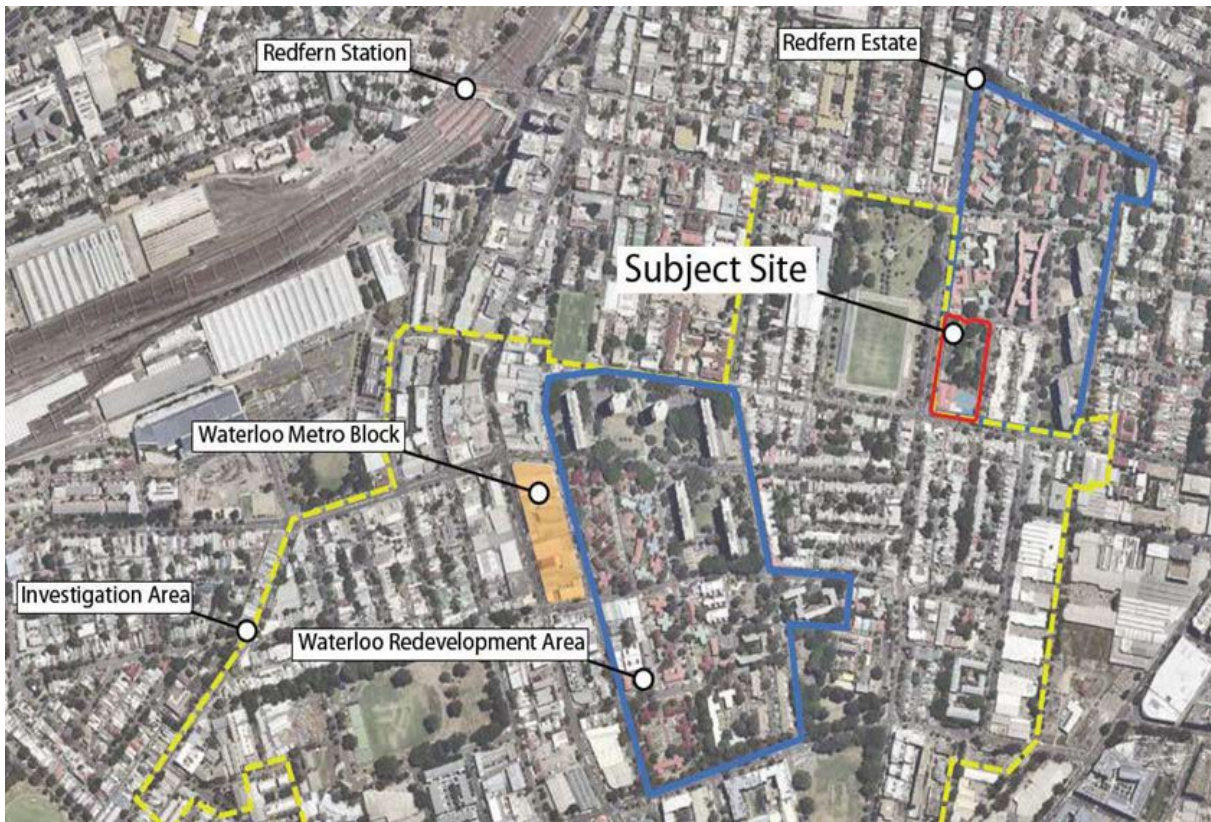 Redfern Station
Redfern Estate
Subject Site
Waterloo Metro Block
Investigation Area
Waterloo Redevelopment Area